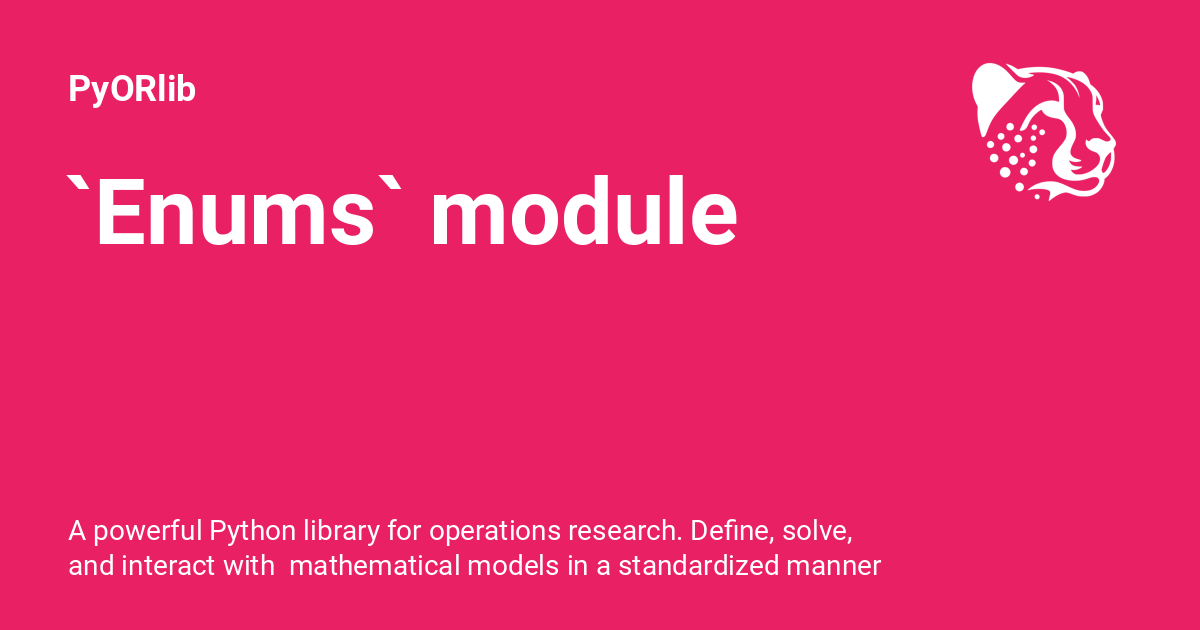 PyORlib
`Enums` module
A powerful Python library for operations research. Define, solve,
and interact with  mathematical models in a standardized manner